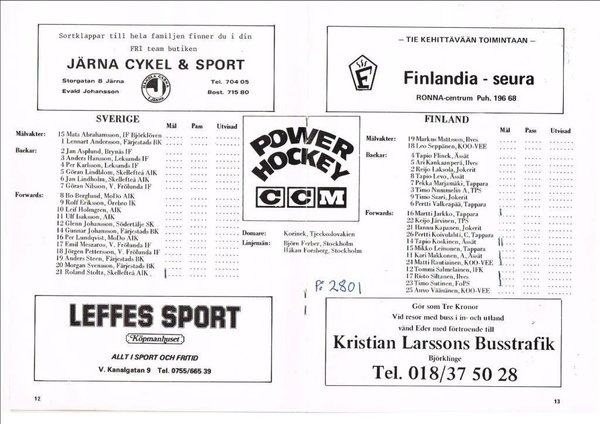 Sortklappar till hela familjen finner du i din
FRI team butiken
JÄRNA CYKEL & SPORT
Storgatan 8 Järna Tel. 704 05
Evald Johansson Bost. 715 80
– TIE KEHITTÄVÄÄN TOIMINTAAN –
Finlandia - seura
RONNA-centrum Puh. 196 68
SVERIGE
Mål Pass Utvisad
Målvakter: 15 Mats Abrahamsson, IF Björklöven
1 Lennart Andersson, Färjestads BK
Backar: 2 Jan Asplund, Brynäs IF
3 Anders Hansson, Leksands IF
4 Per Karlsson, Leksands IF
5 Göran Lindblom, Skellefteå AIK
6 Jan Lindholm, Skellefteå AIK
7 Göran Nilsson, V. Frölunda IF
Forwards: 8 Bo Berglund, MoDo AIK
9 Rolf Eriksson, Örebro IK
10 Leif Holmgren, AIK
11 Ulf Isaksson, AIK
12 Glenn Johansson, Södertälje SK
14 Gunnar Johansson, Färjestad BK
16 Per Lundqvist, MoDo AIK
17 Emil Meszaros, V. Frölunda IF
18 Jörgen Pettersson, V. Frölunda IF
19 Anders Steen, Färjestads BK
20 Morgan Svensson, Färjestads BK
21 Roland Stoltz, Skellefteå AIK
POWER
HOCKEY
CCM
Domare: Korinek, Tjeckoslovakien
Linjemän: Björn Ferber, Stockholm
Håkan Forsberg, Stockholm
FINLAND
Mål Pass Utvisad
Målvakter: 19 Markus Mattsson, Ilves
18 Leo Seppänen, KOO-VEE
Backar: 4 Tapio Flinck, Ässät
5 Ari Kankaanperä, Ilves
2 Reijo Laksola, Jokerit
8 Tapio Levo, Ässät
7 Pekka Marjamäki, Tappara
3 Timo Nummelin A, TPS
9 Timo Saari, Jokerit
6 Pertti Valkeapää, Tappara
Forwards: 16 Martti Jarkko, Tappara
22 Keijo Järvinen, TPS
21 Hannu Kapanen, Jokerit
26 Pertti Koivulahti, C, Tappara
14 Tapio Koskinen, Ässät
15 Mikko Leinonen, Tappara
11 Kari Makkonen, A, Ässät
24 Matti Rautiainen, KOO-VEE
12 Tommi Salmelainen, IFK
17 Risto Siltanen, Ilves
23 Timo Sutinen, FoPS
25 Arvo Väänänen, KOO-VEE
P: 2801
LEFFES SPORT
Köpmanhuset
ALLT I SPORT OCH FRITID
V. Kanalgatan 9 Tel. 0755/665 39
Gör som Tre Kronor
Vid resor med buss i in- och utland
vänd Eder med förtroende till
Kristian Larssons Busstrafik
Björklinge
Tel. 018/37 50 28
12
13